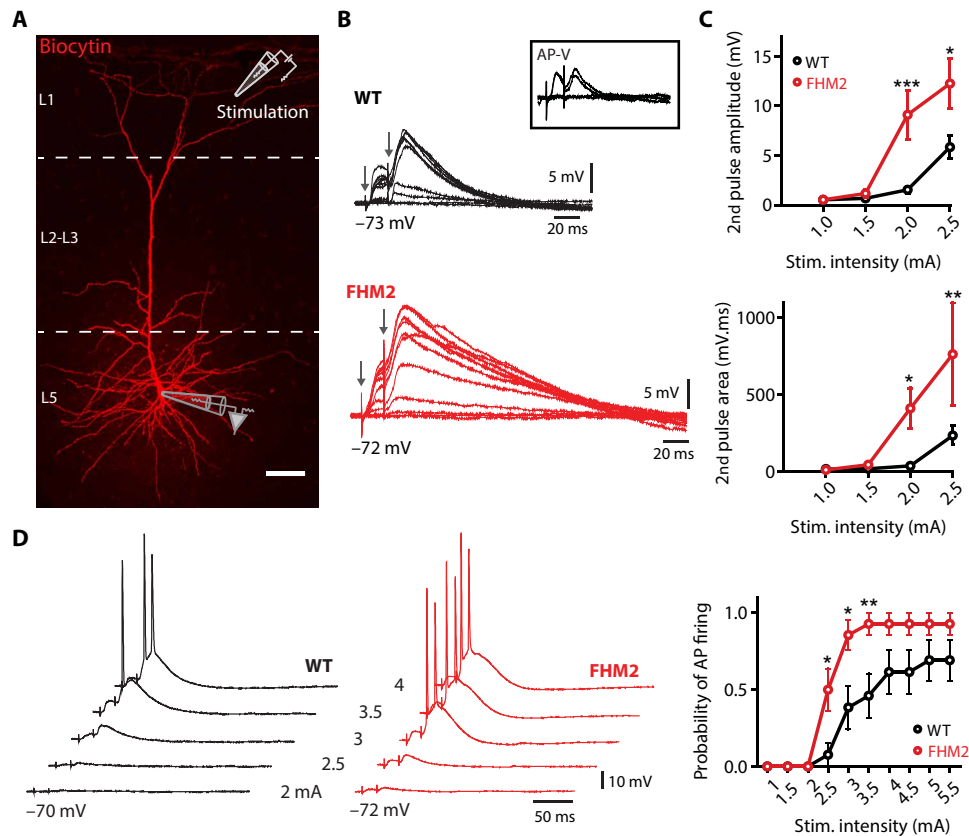 A
Biocytin
L1
Stimulation
L2-L3
L5
B
AP-V
WT
5 mV
20 ms
−73 mV
FHM2
5 mV
20 ms
−72 mV
C
2nd pulse amplitude (mV)
15
10
5
0
WT
FHM2
***
*
1.0
1.5
2.0
2.5
Stim. intensity (mA)
2nd pulse area (mV.ms)
1000
500
0
*
**
1.0
1.5
2.0
2.5
Stim. intensity (mA)
D
WT
FHM2
4
3.5
3
2.5
2 mA
−70 mV
−72 mV
10 mV
50 ms
Probability of AP firing
1.0
0.5
0.0
*
*
**
WT
FHM2
1
1.5
2
2.5
3
3.5
4
4.5
5
5.5
Stim. intensity (mA)